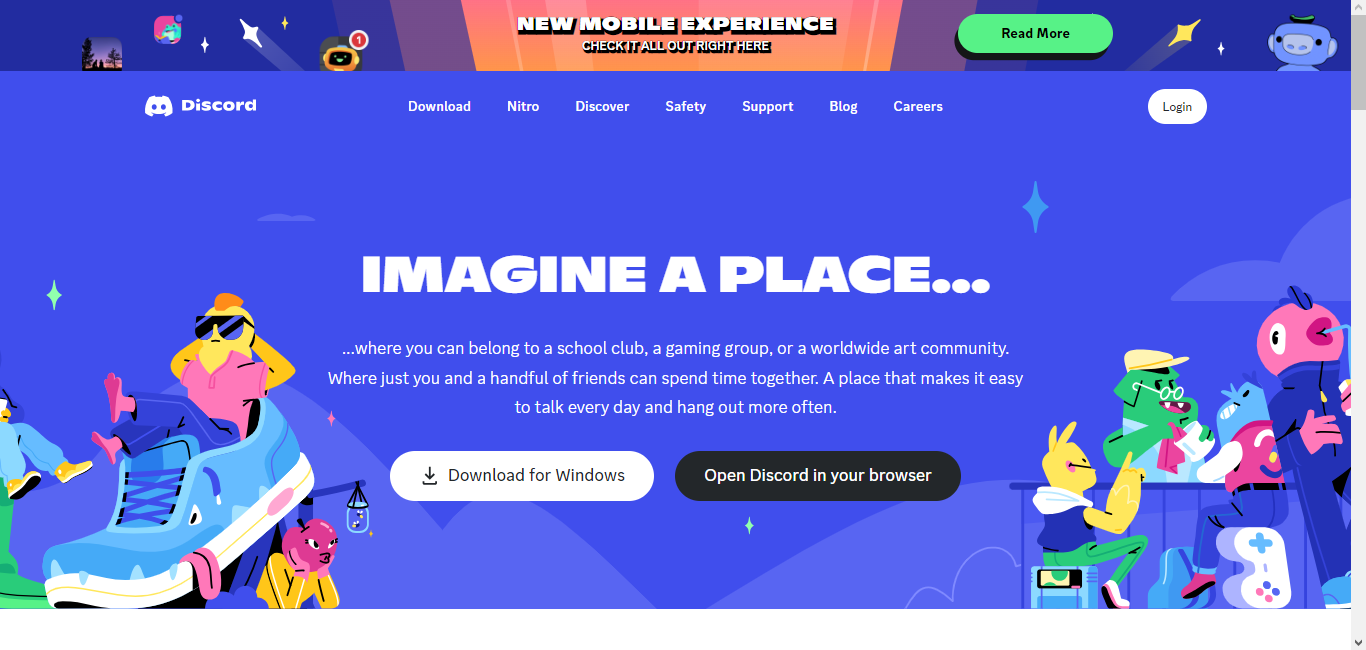 NEW MOBILE EXPERIENCE
CHECK IT ALL OUT RIGHT HERE
Read More
1
Discord
Download
Nitro
Discover
Safety
Support
Blog
Careers
Login
IMAGINE A PLACE...
...where you can belong to a school club, a gaming group, or a worldwide art community.
Where just you and a handful of friends can spend time together. A place that makes it easy
to talk every day and hang out more often.
Download for Windows
Open Discord in your browser